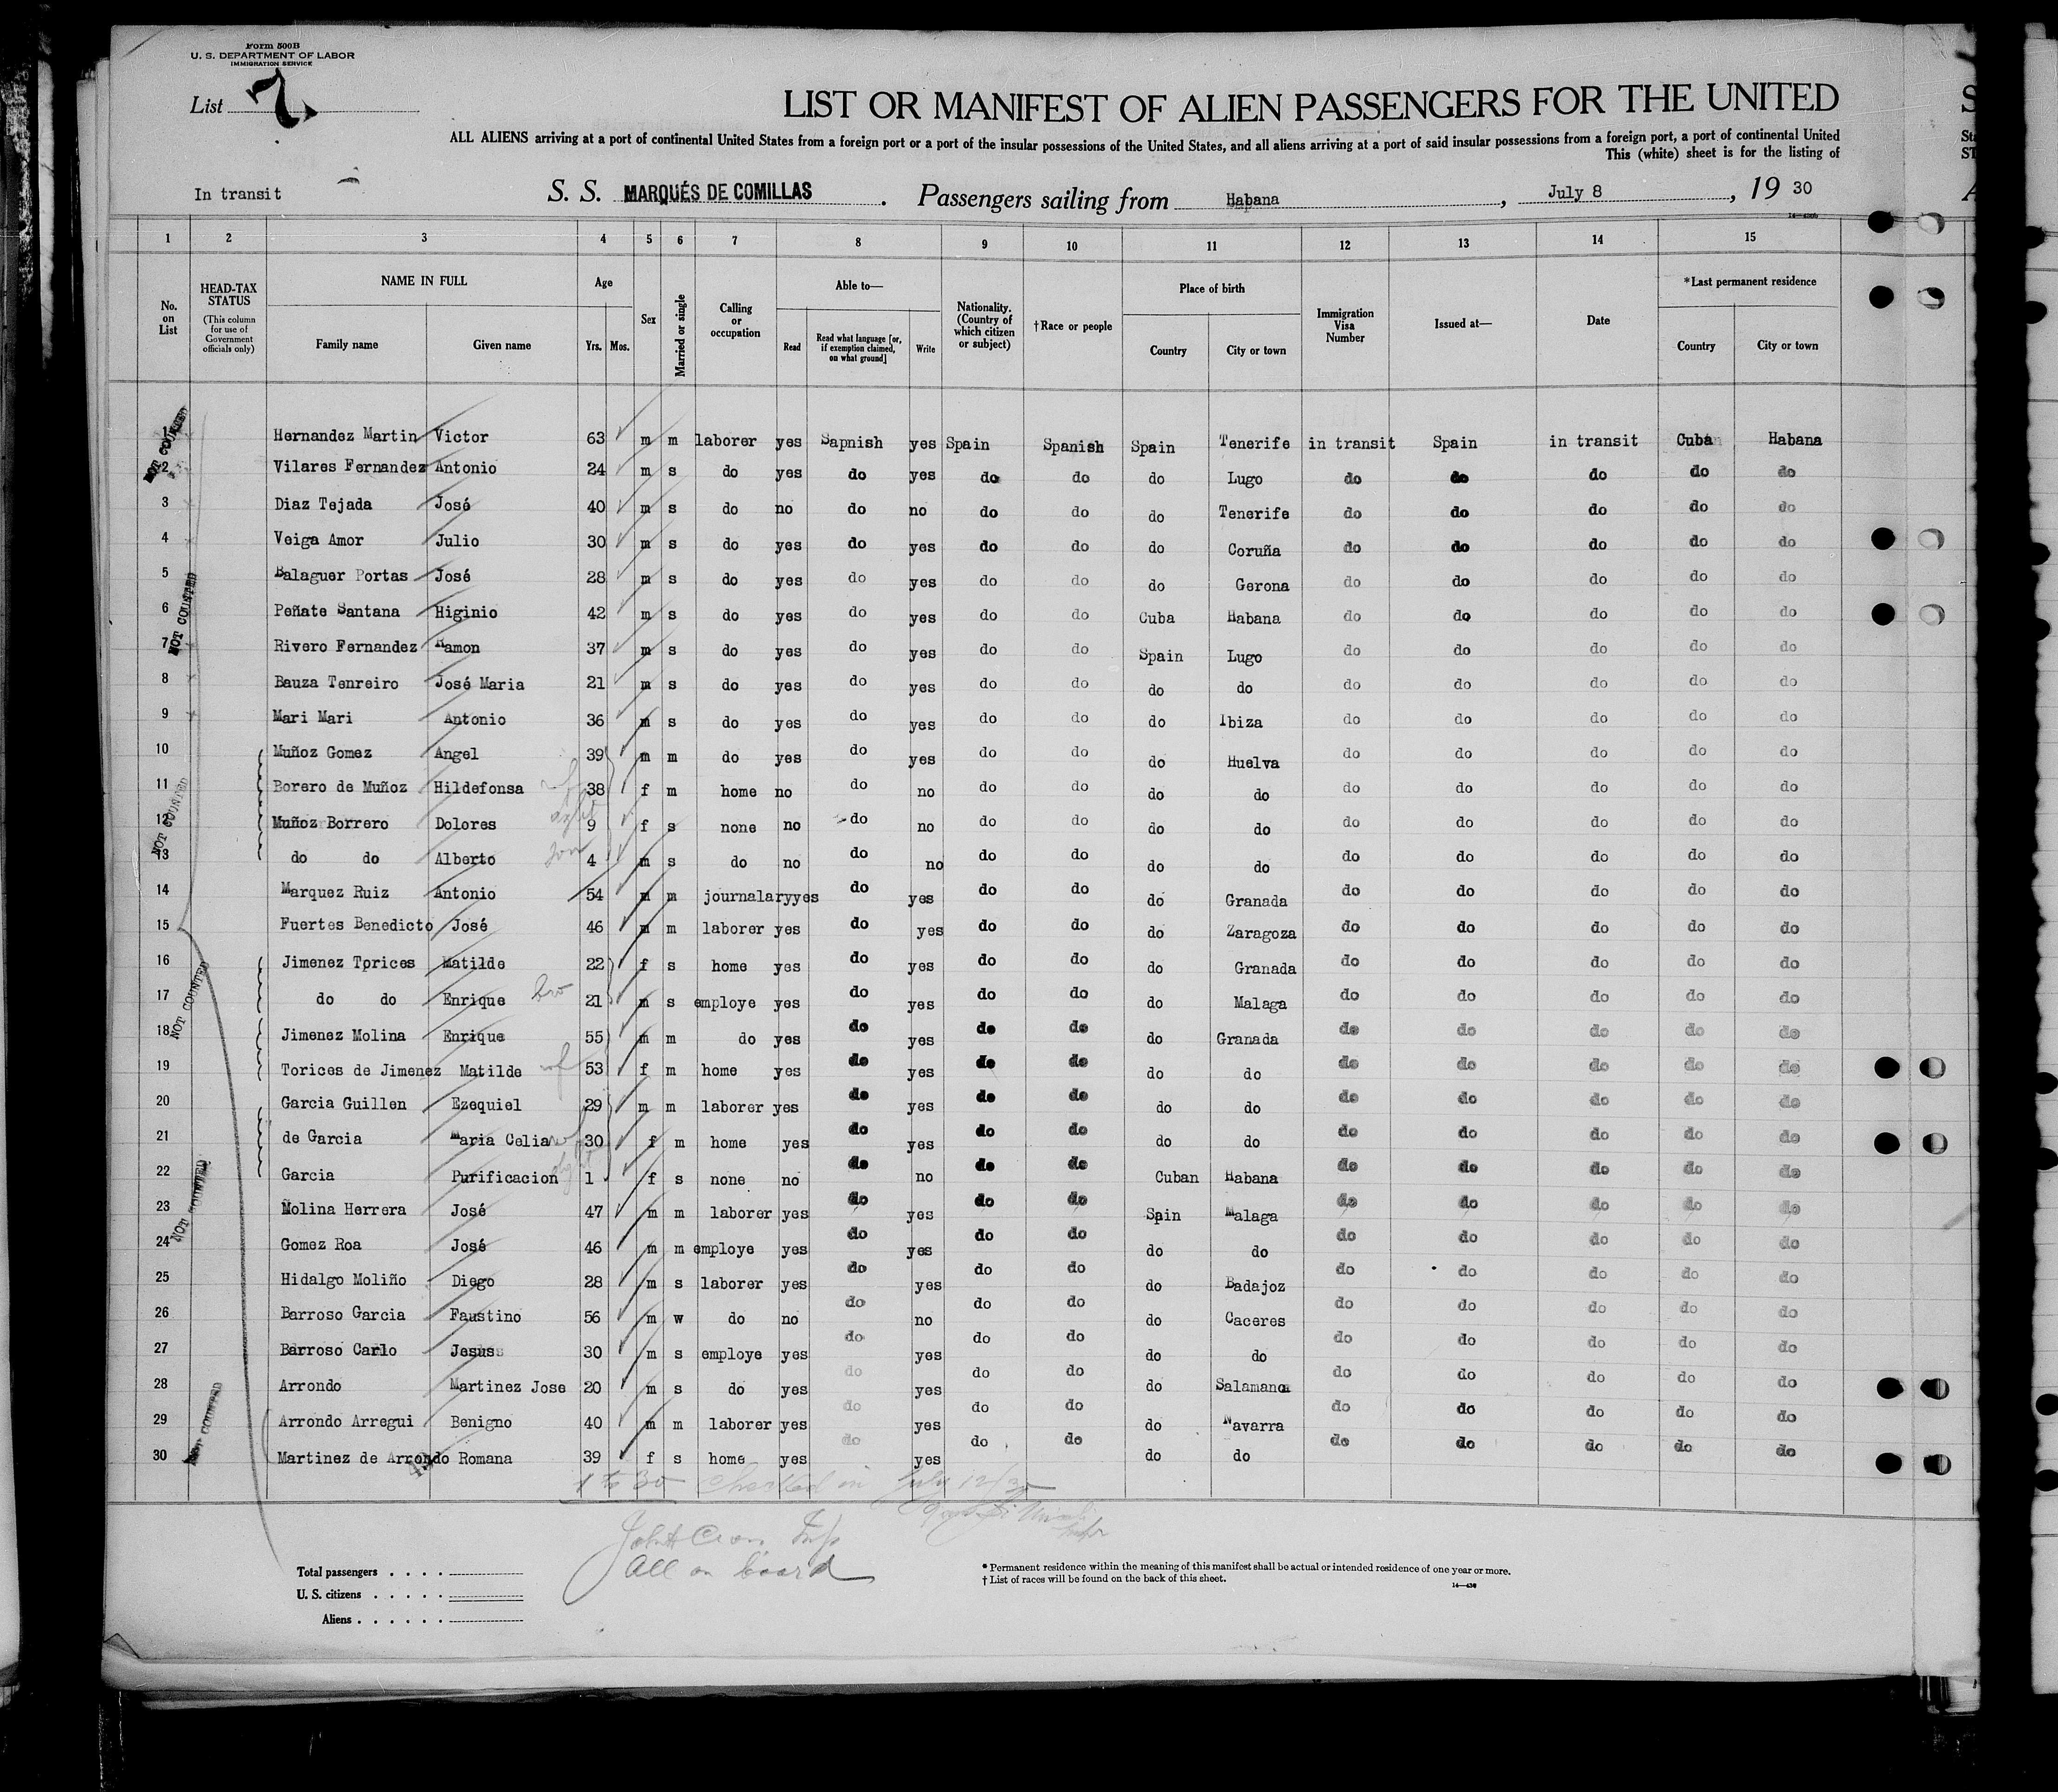 Form 500B
U. S. DEPARTMENT OF LABOR
IMMIGRATION SERVICE
List 7.
LIST OR MANIFEST OF ALIEN PASSENGERS FOR THE UNITED
ALL ALIENS arriving at a port of continental United States from a foreign port or a port of the insular possessions of the United States, and all aliens arriving at a port of said insular possessions from a foreign port, a port of continental United
This (white) sheet is for the listing of
In transit S. S. MARQUÉS DE COMILLAS. Passengers sailing from Habana, July 8, 19 30
1 2 3 4 5 6 7 8 9 10 11 12 13 14 15
No. on List HEAD-TAX STATUS (This column for use of Government officials only) NAME IN FULL Family name Given name Age Yrs. Mos. Sex Married or single Calling or occupation Able to— Read Read what language [or, if exemption claimed, on what ground] Write Nationality. (Country of which citizen or subject) †Race or people Place of birth Country City or town Immigration Visa Number Issued at— Date *Last permanent residence Country City or town
1 Hernandez Martin Victor 63 m m laborer yes Sapnish yes Spain Spanish Spain Tenerife in transit Spain in transit Cuba Habana
2 Vilares Fernandez Antonio 24 m s do yes do yes do do do Lugo do do do do do
3 Diaz Tejada José 40 m s do no do no do do do Tenerife do do do do do
4 Veiga Amor Julio 30 m s do yes do yes do do do Coruña do do do do do
5 Balaguer Portas José 28 m s do yes do yes do do do Gerona do do do do do
6 Peñate Santana Higinio 42 m s do yes do yes do do Cuba Habana do do do do do
7 Rivero Fernandez Ramon 37 m s do yes do yes do do Spain Lugo do do do do do
8 Bauza Tenreiro José Maria 21 m s do yes do yes do do do do do do do do do
9 Mari Mari Antonio 36 m s do yes do yes do do do Ibiza do do do do do
10 Muñoz Gomez Angel 39 m m do yes do yes do do do Huelva do do do do do
11 Borero de Muñoz Hildefonsa wf 38 f m home no do no do do do do do do do do do
12 Muñoz Borrero Dolores 9 f s none no do no do do do do do do do do do
13 do do Alberto son 4 m s do no do no do do do do do do do do do
14 Marquez Ruiz Antonio 54 m m journalaryyes do yes do do do Granada do do do do do
15 Fuertes Benedicto José 46 m m laborer yes do yes do do do Zaragoza do do do do do
16 Jimenez Tprices Matilde 22 f s home yes do yes do do do Granada do do do do do
17 do do Enrique bro 21 m s employe yes do yes do do do Malaga do do do do do
18 Jimenez Molina Enrique 55 m m do yes do yes do do do Granada do do do do do
19 Torices de Jimenez Matilde wf 53 f m home yes do yes do do do do do do do do do
20 Garcia Guillen Ezequiel 29 m m laborer yes do yes do do do do do do do do do
21 de Garcia Maria Celia wf 30 f m home yes do yes do do do do do do do do do
22 Garcia Purificacion 1 f s none no do no do do Cuban Habana do do do do do
23 Molina Herrera José 47 m m laborer yes do yes do do Spin Malaga do do do do do
24 Gomez Roa José 46 m m employe yes do yes do do do do do do do do do
25 Hidalgo Moliño Diego 28 m s laborer yes do yes do do do Badajoz do do do do do
26 Barroso Garcia Faustino 56 m w do no do no do do do Caceres do do do do do
27 Barroso Carlo Jesus 30 m s employe yes do yes do do do do do do do do do
28 Arrondo Martinez Jose 20 m s do yes do yes do do do Salamanca do do do do do
29 Arrondo Arregui Benigno 40 m m laborer yes do yes do do do Navarra do do do do do
30 Martinez de Arrondo Romana 39 f s home yes do yes do do do do do do do do do
NOT COUNTED
NOT COUNTED
NOT COUNTED
NOT COUNTED
NOT COUNTED
NOT COUNTED
1 to 30 Checked in July 12/30
All on board
Total passengers . . . .
U. S. citizens . . . . .
Aliens . . . . . .
* Permanent residence within the meaning of this manifest shall be actual or intended residence of one year or more.
† List of races will be found on the back of this sheet.